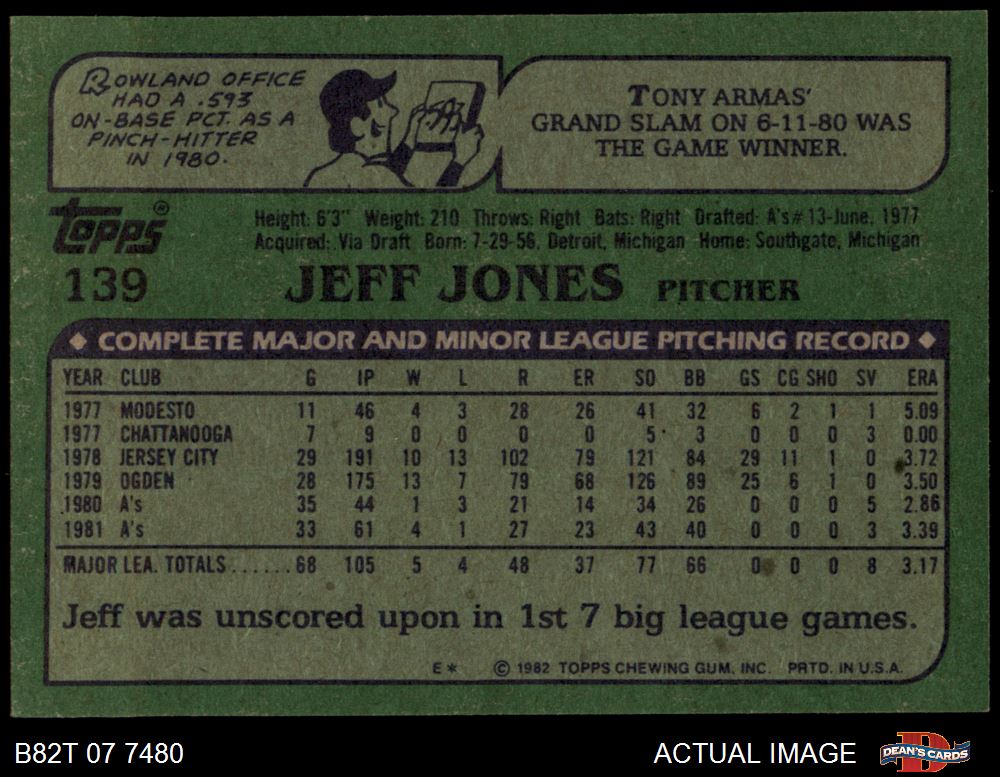 ROWLAND OFFICE
HAD A .593
ON-BASE PCT. AS A
PINCH-HITTER
IN 1980.
.593
TONY ARMAS'
GRAND SLAM ON 6-11-80 WAS
THE GAME WINNER.
Topps®
139
Height: 6'3" Weight: 210 Throws: Right Bats: Right Drafted: A's #13-June, 1977
Acquired: Via Draft Born: 7-29-56, Detroit, Michigan Home: Southgate, Michigan
JEFF JONES PITCHER
COMPLETE MAJOR AND MINOR LEAGUE PITCHING RECORD
YEAR CLUB G IP W L R ER SO BB GS CG SHO SV ERA
1977 MODESTO 11 46 4 3 28 26 41 32 6 2 1 1 5.09
1977 CHATTANOOGA 7 9 0 0 0 0 5 3 0 0 0 3 0.00
1978 JERSEY CITY 29 191 10 13 102 79 121 84 29 11 1 0 3.72
1979 OGDEN 28 175 13 7 79 68 126 89 25 6 1 0 3.50
1980 A's 35 44 1 3 21 14 34 26 0 0 0 5 2.86
1981 A's 33 61 4 1 27 23 43 40 0 0 0 3 3.39
MAJOR LEA. TOTALS......68 105 5 4 48 37 77 66 0 0 0 8 3.17
Jeff was unscored upon in 1st 7 big league games.
E* © 1982 TOPPS CHEWING GUM, INC. PRTD. IN U.S.A.
B82T 07 7480
ACTUAL IMAGE
D
DEAN'S CARDS